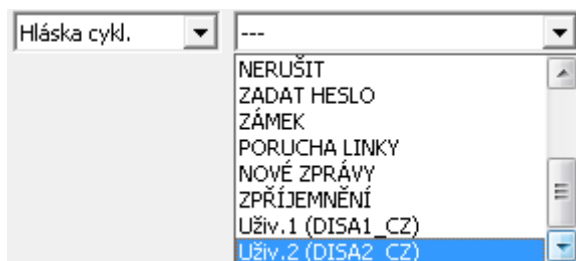 Hláska cykl. ---
NERUŠIT
ZADAT HESLO
ZÁMEK
PORUCHA LINKY
NOVÉ ZPRÁVY
ZPŘÍJEMNĚNÍ
Uživ.1 (DISA1_CZ)
Uživ.2 (DISA2_CZ)